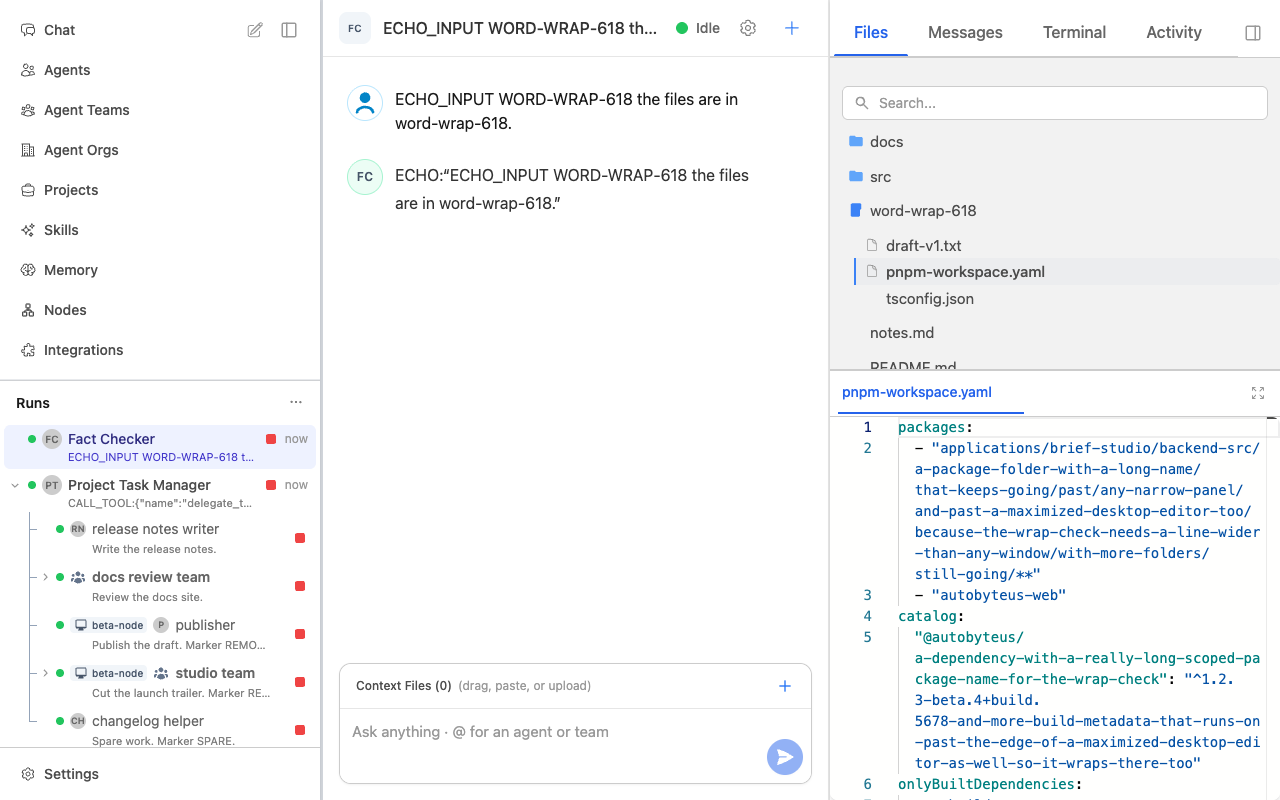 Chat
Agents
Agent Teams
Agent Orgs
Projects
Skills
Memory
Nodes
Integrations
Runs
FC Fact Checker now
ECHO_INPUT WORD-WRAP-618 t...
PT Project Task Manager now
CALL_TOOL:{"name":"delegate_t...
RN release notes writer
Write the release notes.
docs review team
Review the docs site.
beta-node P publisher
Publish the draft. Marker REMO...
beta-node studio team
Cut the launch trailer. Marker RE...
CH changelog helper
Spare work. Marker SPARE.
Settings
FC ECHO_INPUT WORD-WRAP-618 th... Idle
ECHO_INPUT WORD-WRAP-618 the files are in
word-wrap-618.
FC ECHO:“ECHO_INPUT WORD-WRAP-618 the files
are in word-wrap-618.”
Context Files (0) (drag, paste, or upload)
Ask anything · @ for an agent or team
Files Messages Terminal Activity
Search...
docs
src
word-wrap-618
draft-v1.txt
pnpm-workspace.yaml
tsconfig.json
notes.md
README.md
pnpm-workspace.yaml
1 packages:
2 - "applications/brief-studio/backend-src/
a-package-folder-with-a-long-name/
that-keeps-going/past/any-narrow-panel/
and-past-a-maximized-desktop-editor-too/
because-the-wrap-check-needs-a-line-wider
-than-any-window/with-more-folders/
still-going/**"
3 - "autobyteus-web"
4 catalog:
5 "@autobyteus/
a-dependency-with-a-really-long-scoped-pa
ckage-name-for-the-wrap-check": "^1.2.
3-beta.4+build.
5678-and-more-build-metadata-that-runs-on
-past-the-edge-of-a-maximized-desktop-edi
tor-as-well-so-it-wraps-there-too"
6 onlyBuiltDependencies: